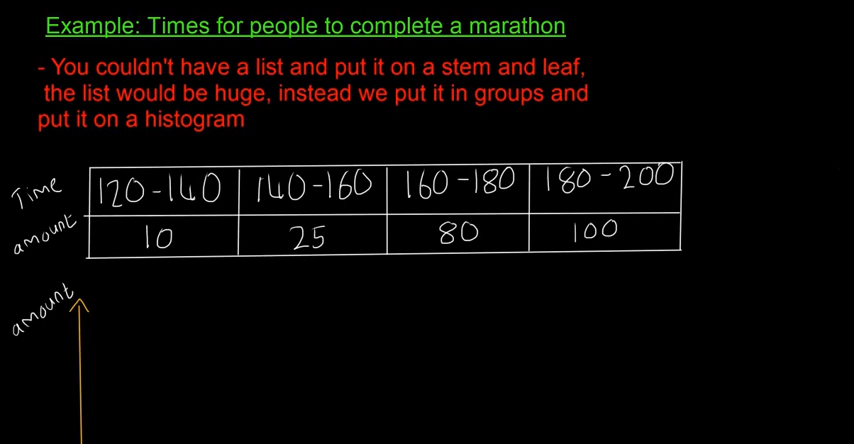 Example: Times for people to complete a marathon
- You couldn't have a list and put it on a stem and leaf,
the list would be huge, instead we put it in groups and
put it on a histogram
Time 120-140 140-160 160-180 180-200
amount 10 25 80 100
amount